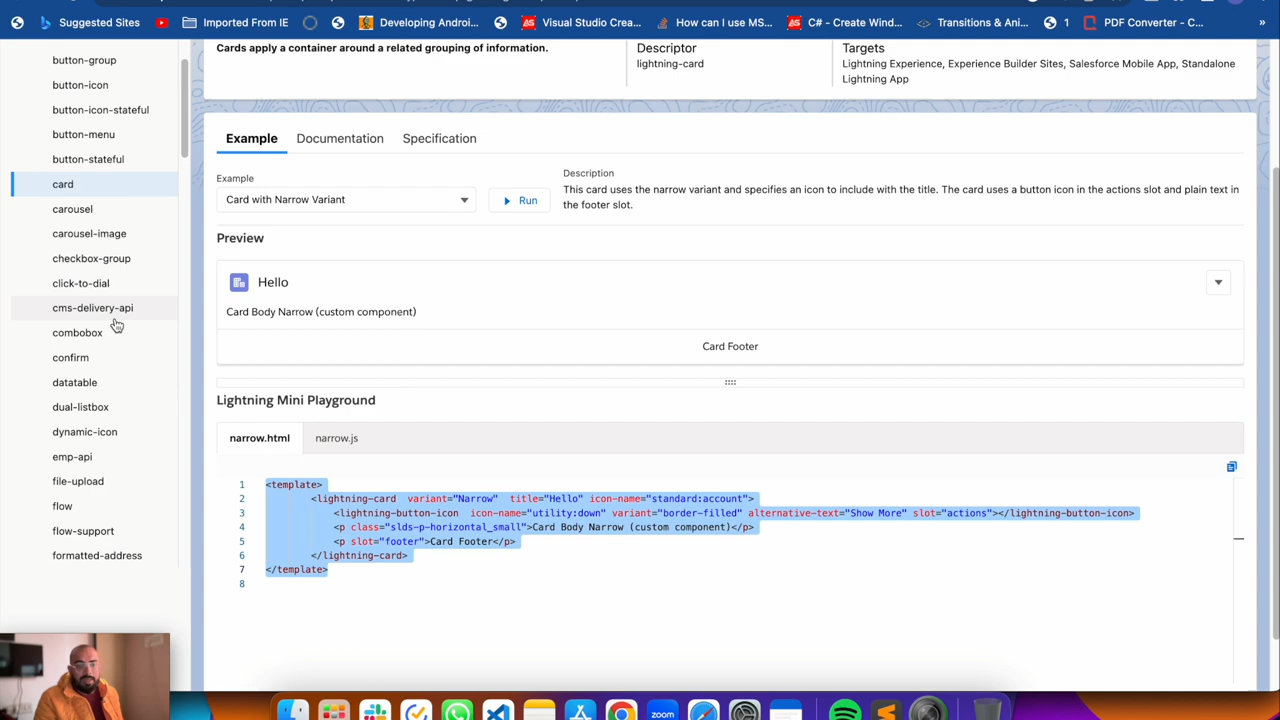 Suggested Sites
Imported From IE
Developing Androi...
Visual Studio Crea...
How can I use MS...
C# - Create Wind...
Transitions & Ani...
1
PDF Converter - C...
»
button-group
button-icon
button-icon-stateful
button-menu
button-stateful
card
carousel
carousel-image
checkbox-group
click-to-dial
cms-delivery-api
combobox
confirm
datatable
dual-listbox
dynamic-icon
emp-api
file-upload
flow
flow-support
formatted-address
Cards apply a container around a related grouping of information.
Descriptor
lightning-card
Targets
Lightning Experience, Experience Builder Sites, Salesforce Mobile App, Standalone
Lightning App
Example
Documentation
Specification
Example
Card with Narrow Variant
Run
Description
This card uses the narrow variant and specifies an icon to include with the title. The card uses a button icon in the actions slot and plain text in
the footer slot.
Preview
Hello
Card Body Narrow (custom component)
Card Footer
Lightning Mini Playground
narrow.html
narrow.js
1 <template>
2 <lightning-card variant="Narrow" title="Hello" icon-name="standard:account">
3 <lightning-button-icon icon-name="utility:down" variant="border-filled" alternative-text="Show More" slot="actions"></lightning-button-icon>
4 <p class="slds-p-horizontal_small">Card Body Narrow (custom component)</p>
5 <p slot="footer">Card Footer</p>
6 </lightning-card>
7 </template>
8
zoom